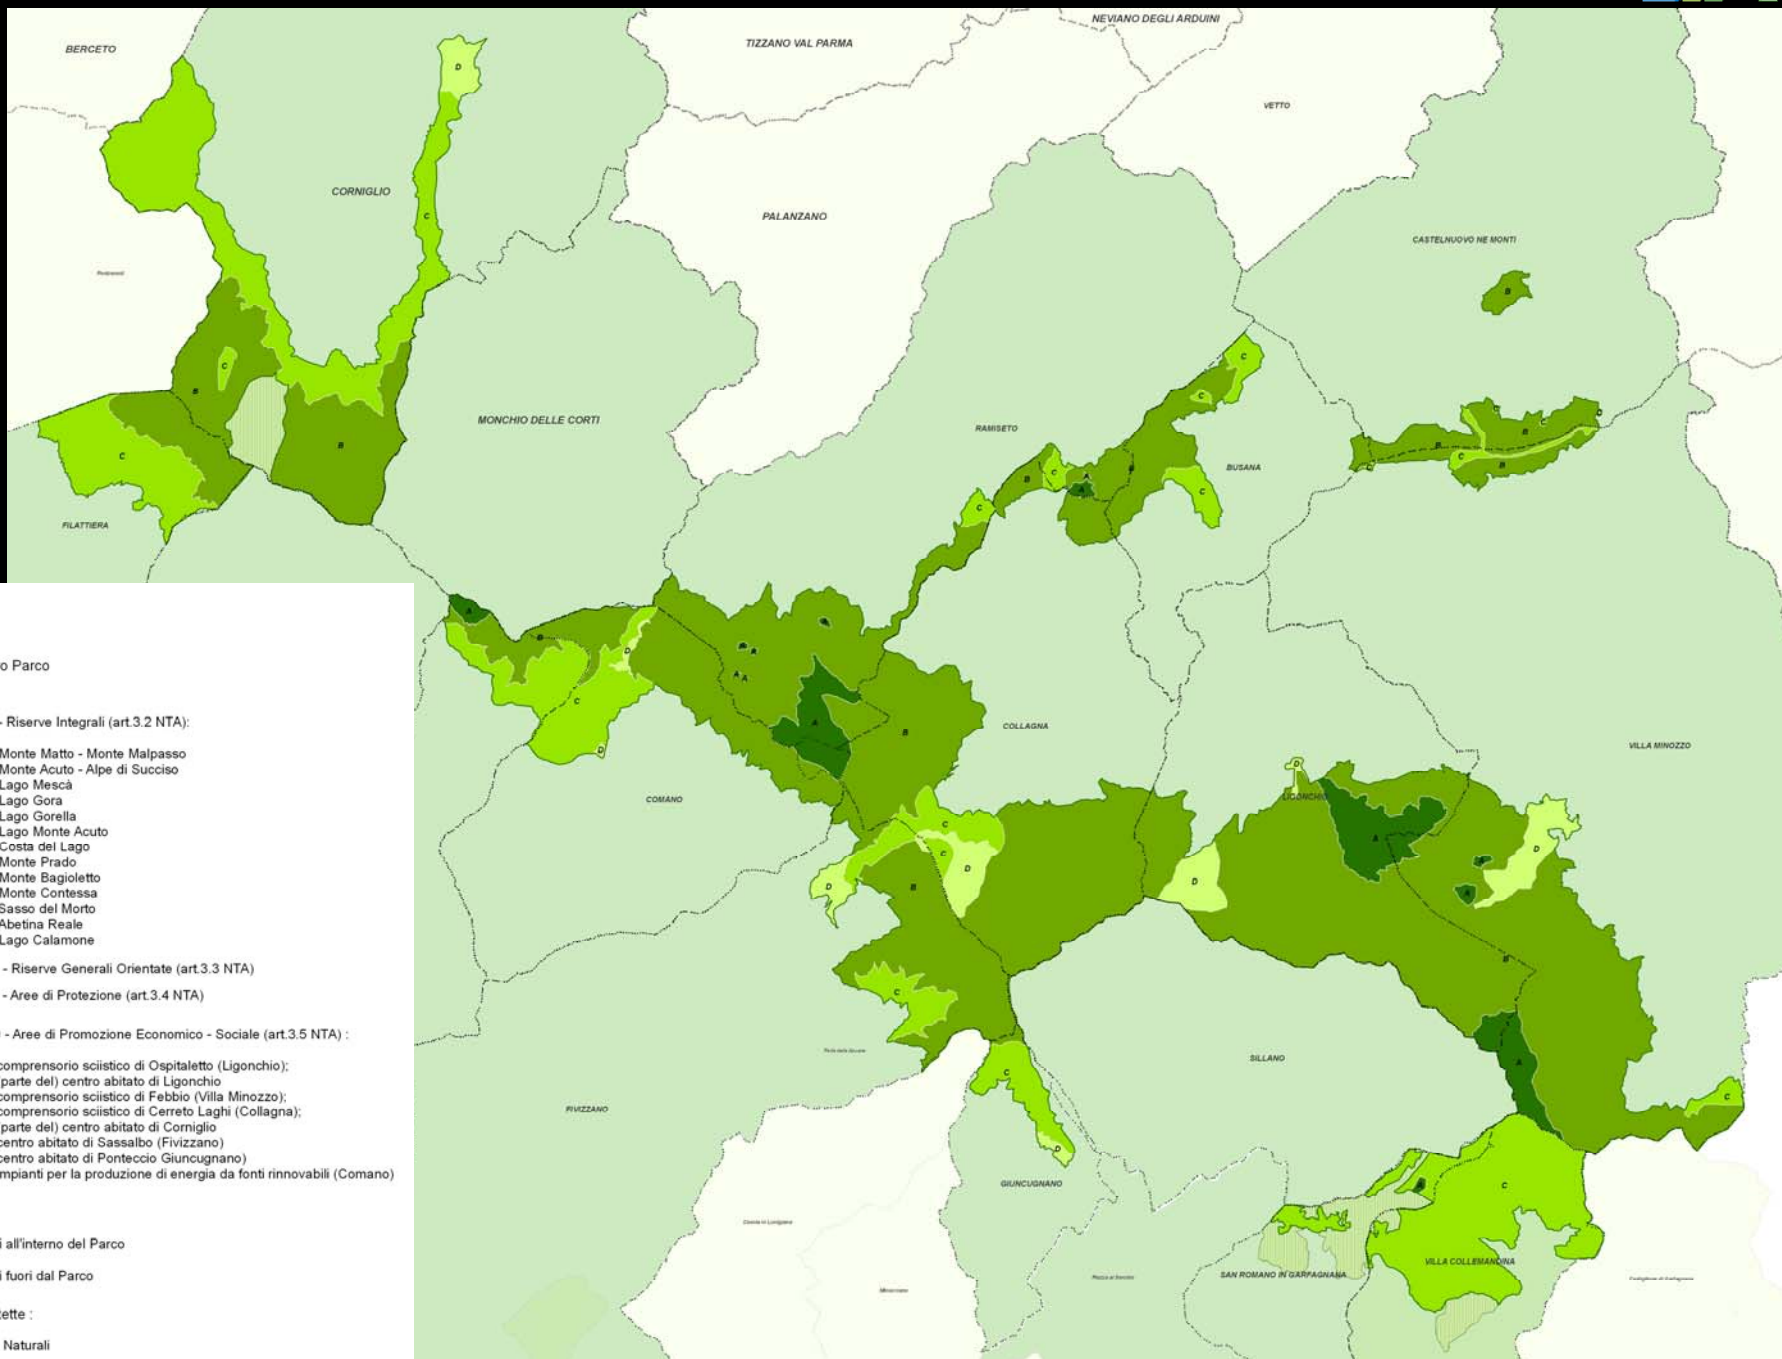 NEVIANO DEGLI ARDUINI
BERCETO
TIZZANO VAL PARMA
VETTO
CORNIGLIO
PALANZANO
CASTELNUOVO NE MONTI
Pontremoli
MONCHIO DELLE CORTI
RAMISETO
BUSANA
FILATTIERA
COLLAGNA
VILLA MINOZZO
COMANO
LIGONCHIO
SILLANO
FIVIZZANO
GIUNCUGNANO
Casola in Lunigiana
Minucciano
SAN ROMANO IN GARFAGNANA
VILLA COLLEMANDINA
o Parco
- Riserve Integrali (art.3.2 NTA):
Monte Matto - Monte Malpasso
Monte Acuto - Alpe di Succiso
Lago Mescà
Lago Gora
Lago Gorella
Lago Monte Acuto
Costa del Lago
Monte Prado
Monte Bagioletto
Monte Contessa
Sasso del Morto
Abetina Reale
Lago Calamone
- Riserve Generali Orientate (art.3.3 NTA)
- Aree di Protezione (art.3.4 NTA)
- Aree di Promozione Economico - Sociale (art.3.5 NTA) :
comprensorio sciistico di Ospitaletto (Ligonchio);
(parte del) centro abitato di Ligonchio
comprensorio sciistico di Febbio (Villa Minozzo);
comprensorio sciistico di Cerreto Laghi (Collagna);
(parte del) centro abitato di Corniglio
centro abitato di Sassalbo (Fivizzano)
centro abitato di Ponteccio Giuncugnano)
mpianti per la produzione di energia da fonti rinnovabili (Comano)
i all'interno del Parco
i fuori dal Parco
tette :
Naturali